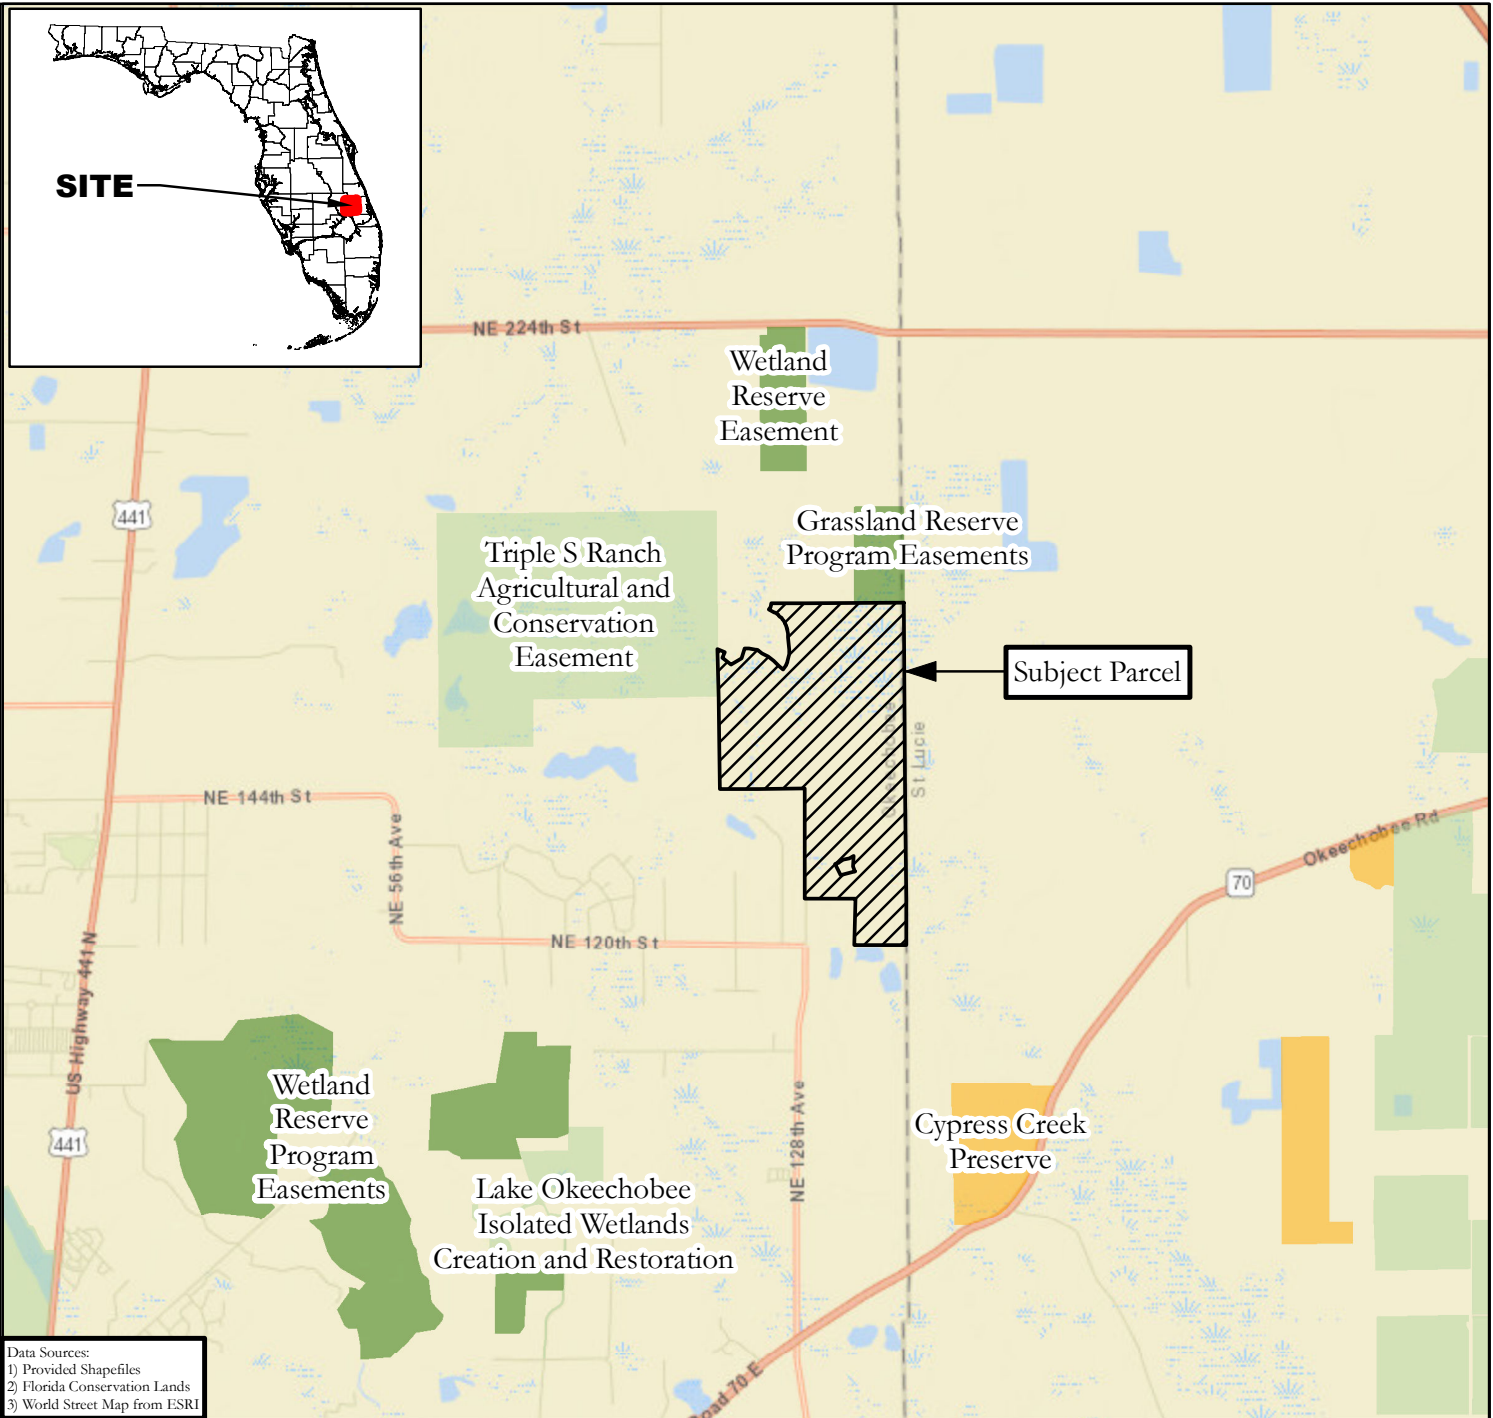 SITE
NE 224th St
Wetland
Reserve
Easement
441
Grassland Reserve
Program Easements
Triple S Ranch
Agricultural and
Conservation
Easement
Subject Parcel
Okeechobee
St Lucie
NE 144th St
NE 56th Ave
Okeechobee Rd
70
NE 120th St
US Highway 441 N
441
Wetland
Reserve
Program
Easements
NE 128th Ave
Cypress Creek
Preserve
Lake Okeechobee
Isolated Wetlands
Creation and Restoration
Road 70 E
Data Sources:
1) Provided Shapefiles
2) Florida Conservation Lands
3) World Street Map from ESRI